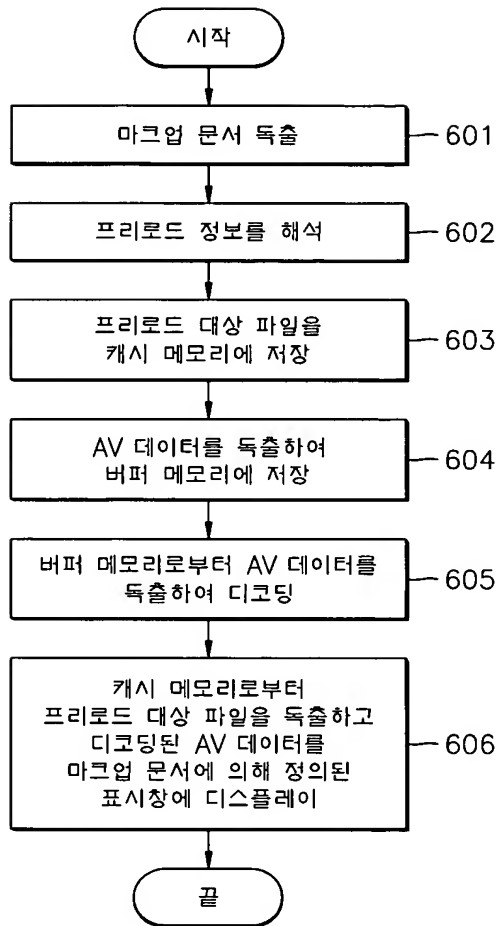 시작
마크업 문서 독출
601
프리로드 정보를 해석
602
프리로드 대상 파일을
캐시 메모리에 저장
603
AV 데이터를 독출하여
버퍼 메모리에 저장
604
버퍼 메모리로부터 AV 데이터를
독출하여 디코딩
605
캐시 메모리로부터
프리로드 대상 파일을 독출하고
디코딩된 AV 데이터를
마크업 문서에 의해 정의된
표시창에 디스플레이
606
끝